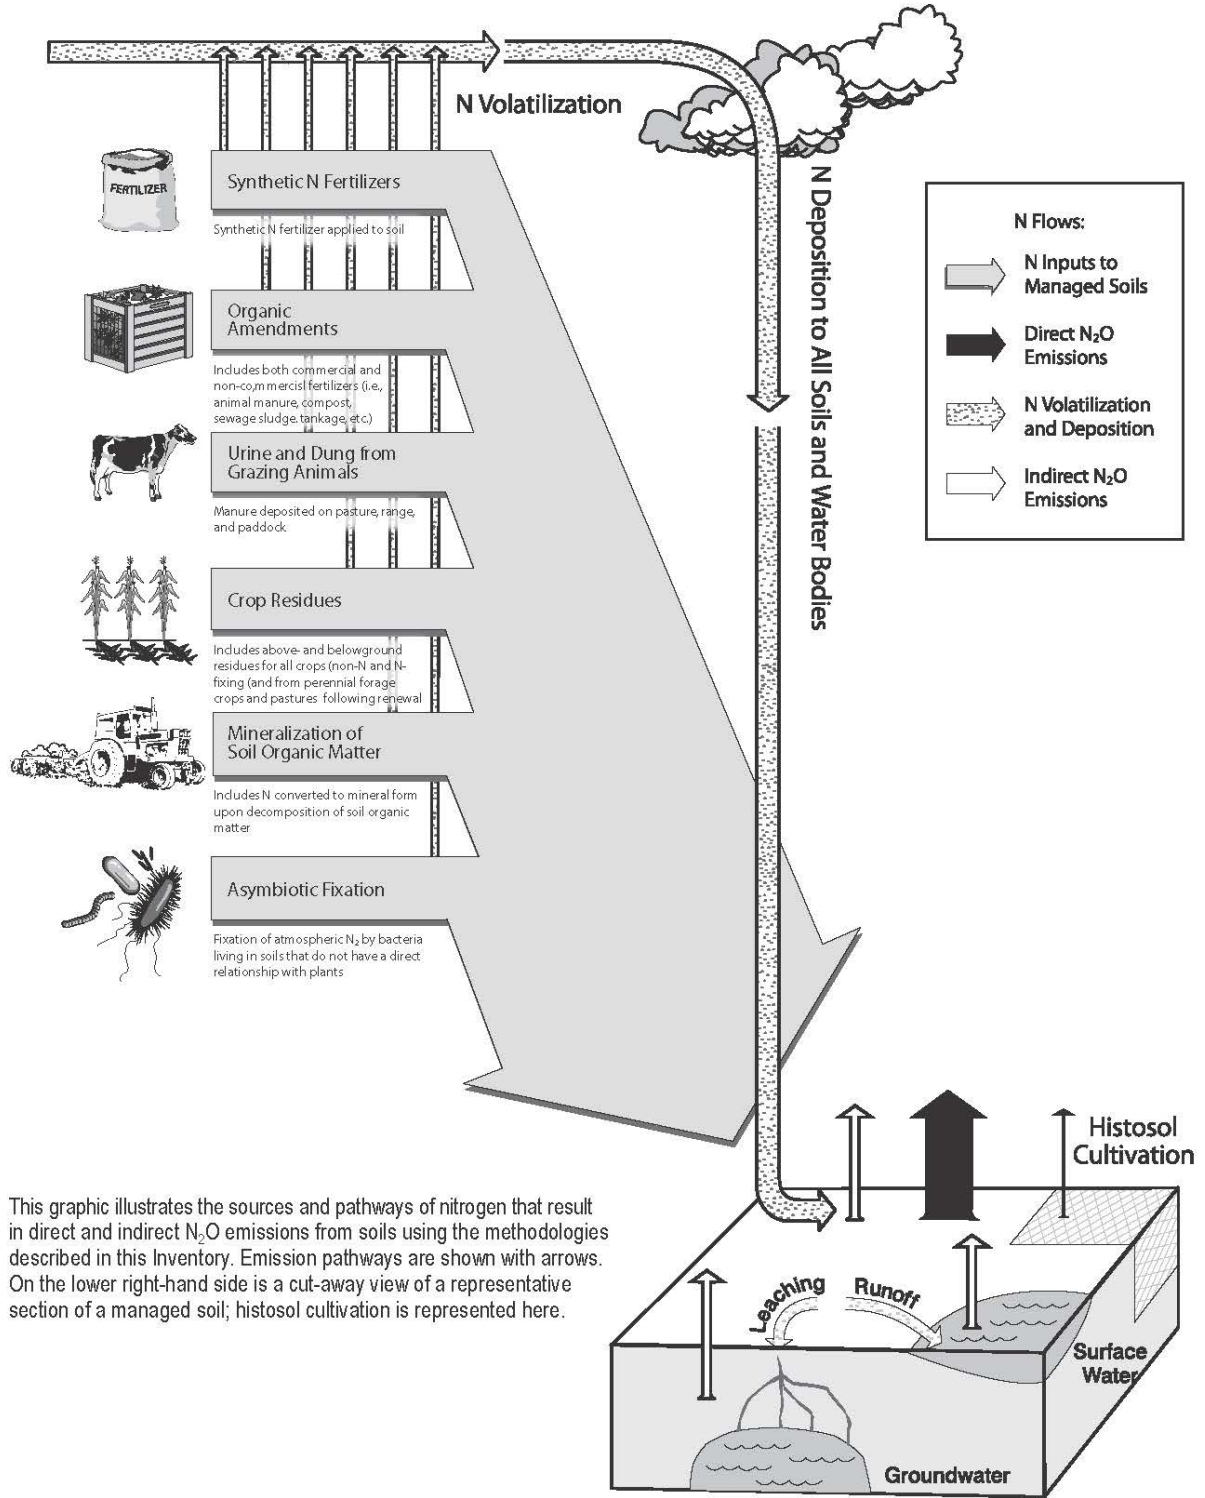 N Volatilization
FERTILIZER
Synthetic N Fertilizers
Synthetic N fertilizer applied to soil
Organic
Amendments
Includes both commercial and
non-co,mmercisl fertilizers (i.e.,
animal manure, compost,
sewage sludge. tankage, etc.)
Urine and Dung from
Grazing Animals
Manure deposited on pasture, range,
and paddock
Crop Residues
Includes above- and belowground
residues for all crops (non-N and N-
fixing (and from perennial forage
crops and pastures following renewal
Mineralization of
Soil Organic Matter
Includes N converted to mineral form
upon decomposition of soil organic
matter
Asymbiotic Fixation
Fixation of atmospheric N₂ by bacteria
living in soils that do not have a direct
relationship with plants
N Deposition to All Soils and Water Bodies
N Flows:
N Inputs to
Managed Soils
Direct N₂O
Emissions
N Volatilization
and Deposition
Indirect N₂O
Emissions
Histosol
Cultivation
This graphic illustrates the sources and pathways of nitrogen that result
in direct and indirect N₂O emissions from soils using the methodologies
described in this Inventory. Emission pathways are shown with arrows.
On the lower right-hand side is a cut-away view of a representative
section of a managed soil; histosol cultivation is represented here.
Leaching
Runoff
Surface
Water
Groundwater